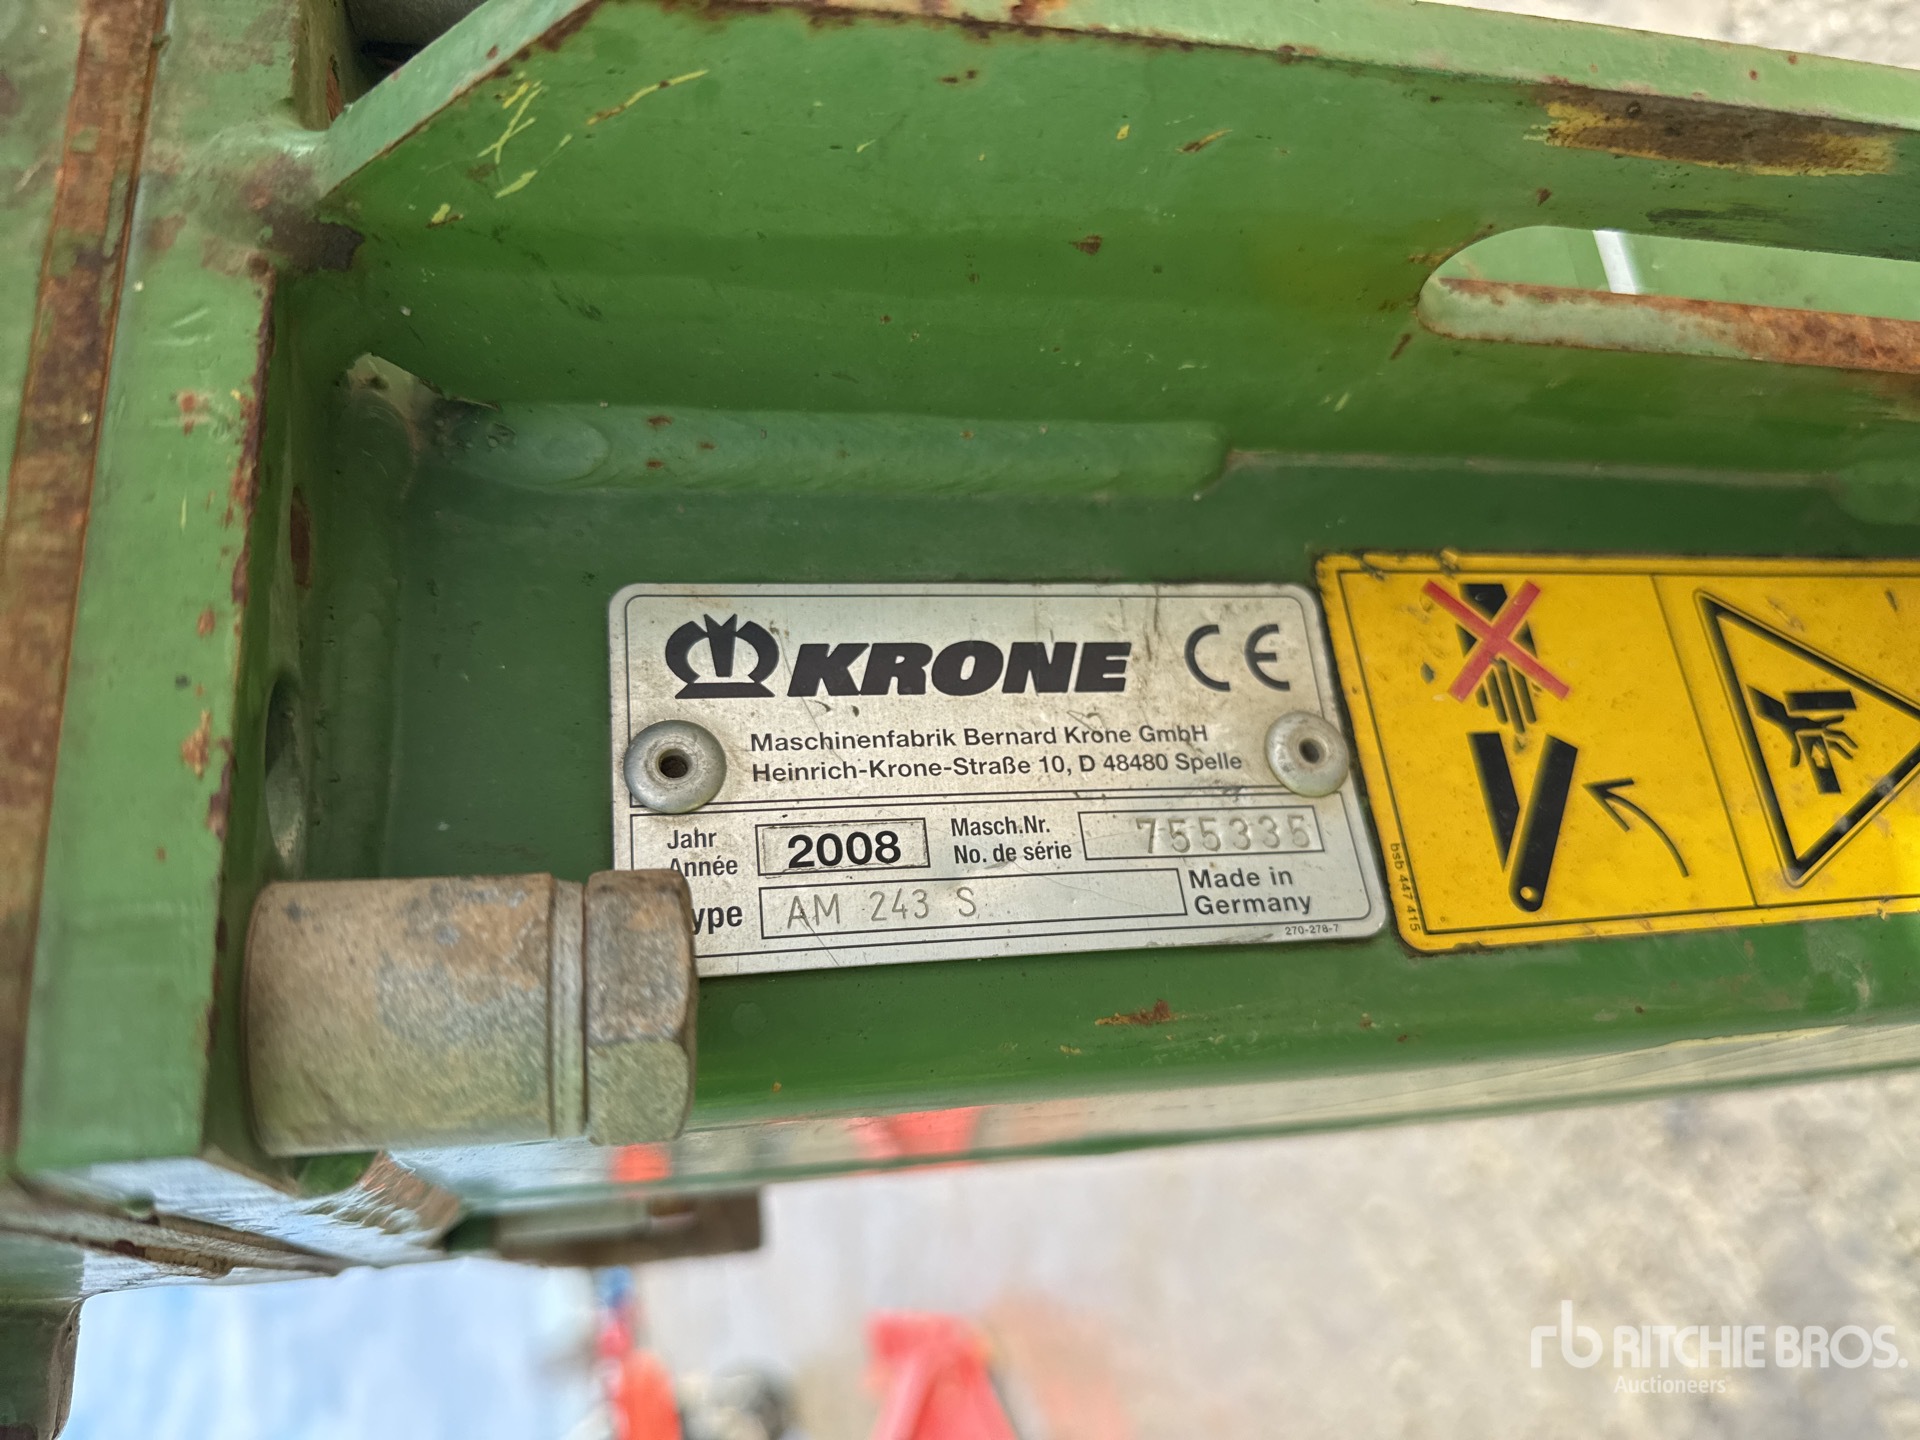 KRONE CE
Maschinenfabrik Bernard Krone GmbH
Heinrich-Krone-Straße 10, D 48480 Spelle
Jahr
Année
2008
Masch.Nr.
No. de série
755335
ype AM 243 S
Made in
Germany
270-278-7
bsb 447 415
rb RITCHIE BROS.
Auctioneers